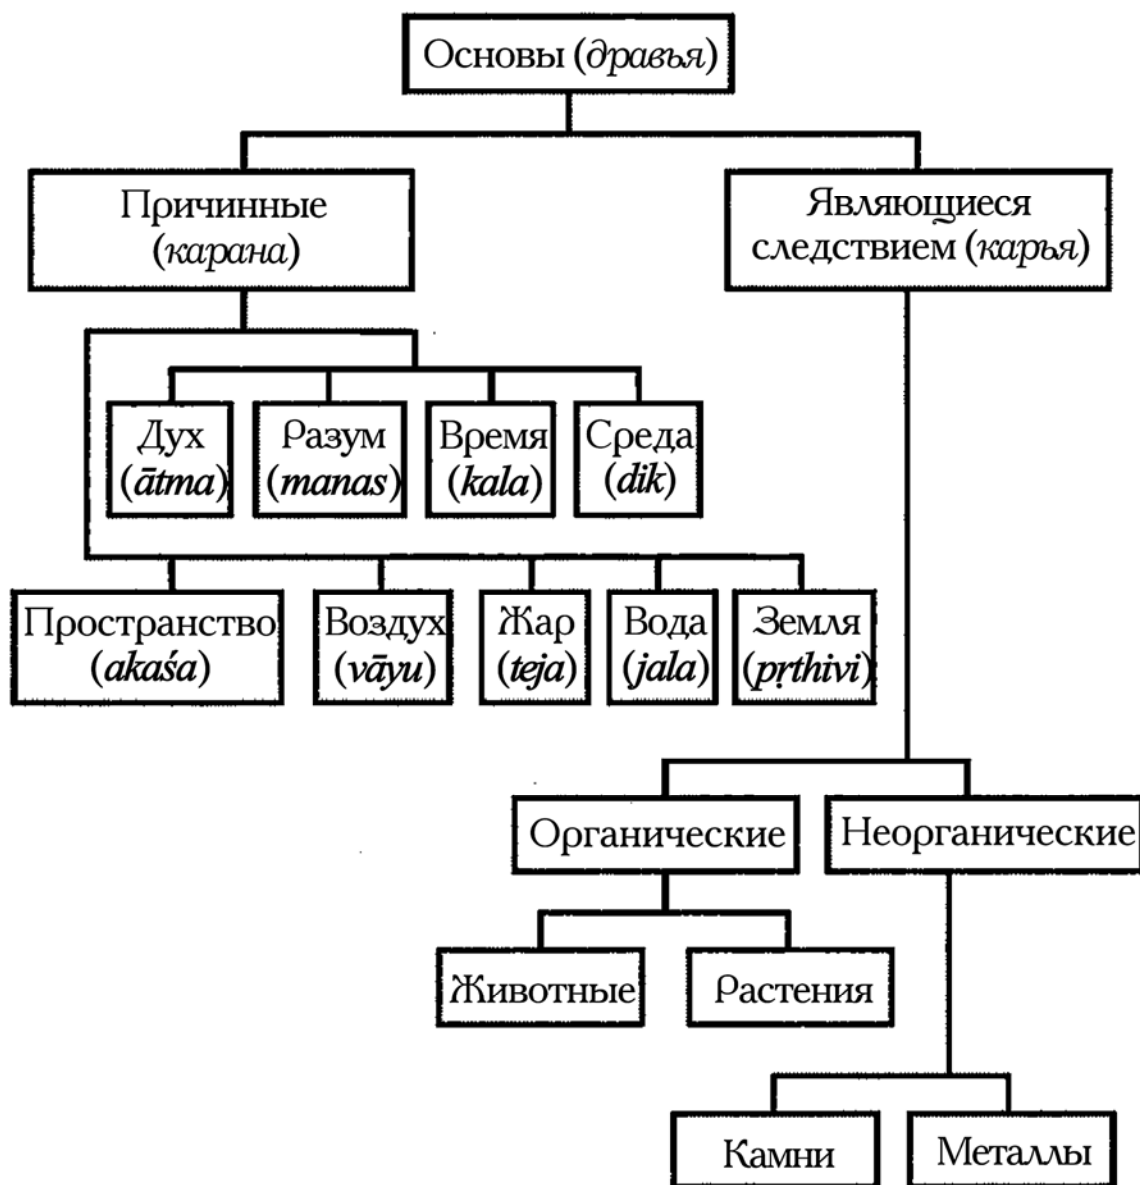 Основы (дравья)
Причинные
(карана)
Являющиеся
следствием (карья)
Дух
(ātma)
Разум
(manas)
Время
(kala)
Среда
(dik)
Пространство
(akaśa)
Воздух
(vāyu)
Жар
(teja)
Вода
(jala)
Земля
(pṛthivi)
Органические
Неорганические
Животные
Растения
Камни
Металлы